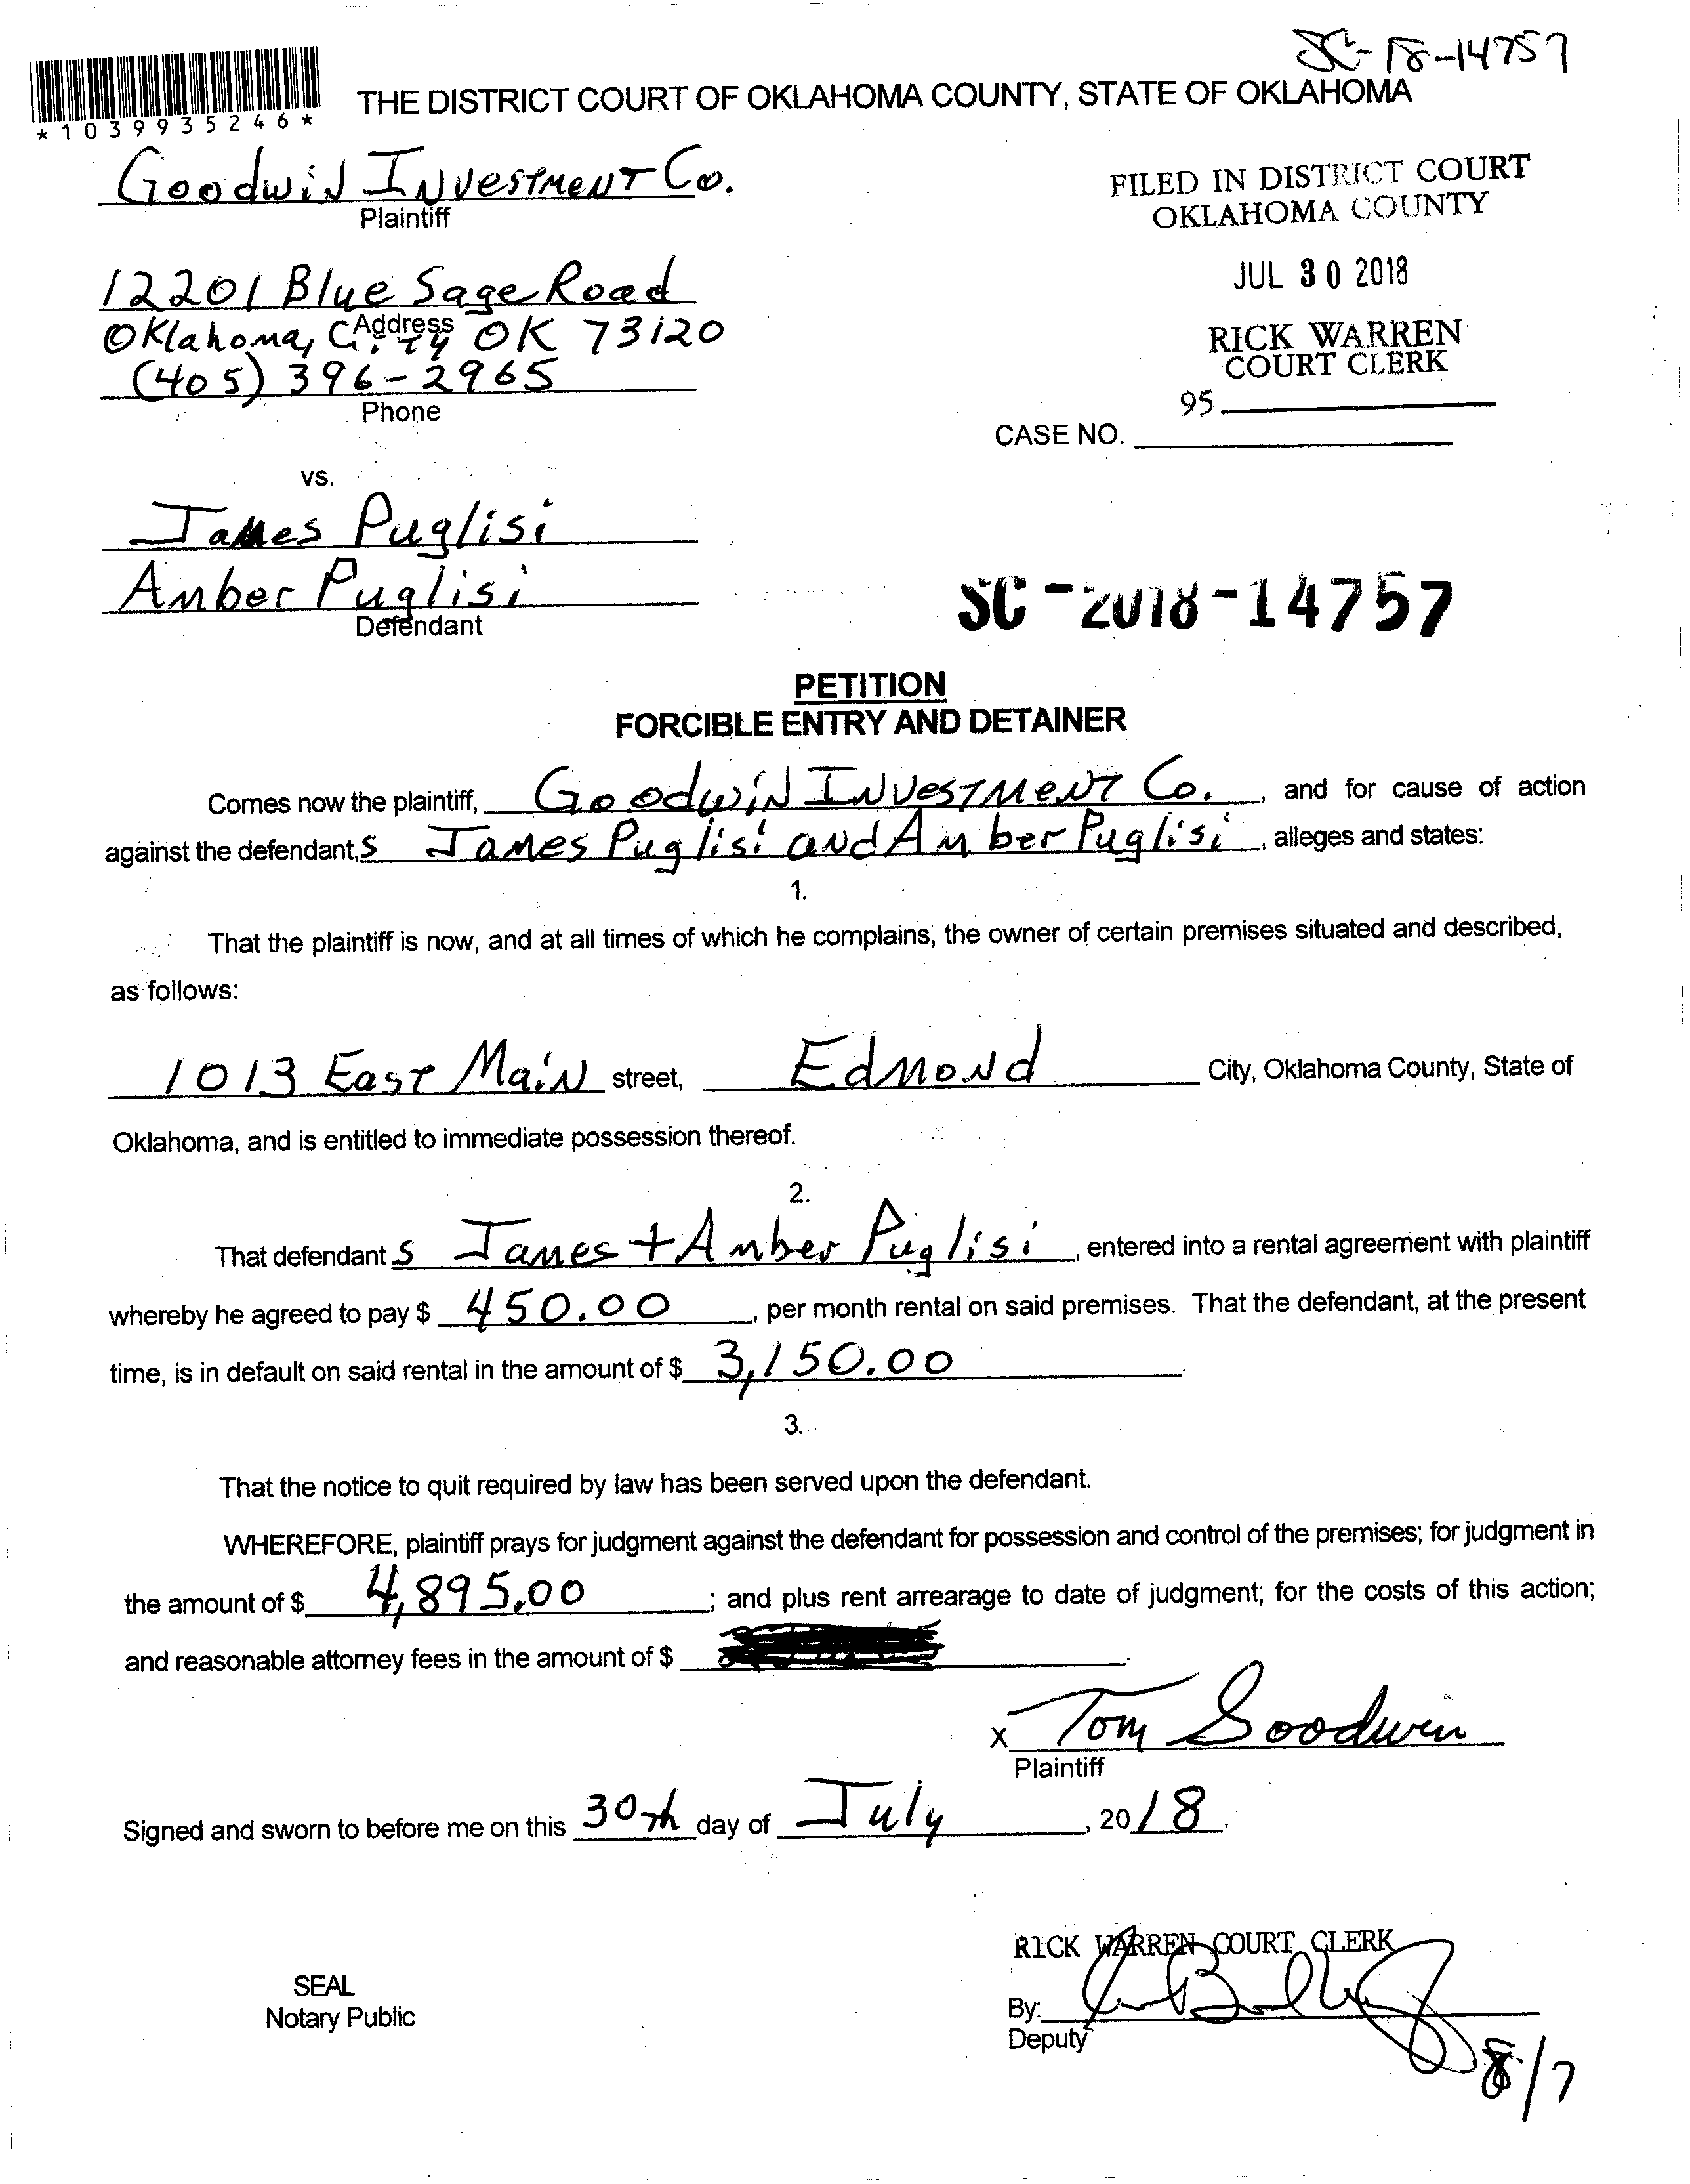 SC-18-14757
*1039935246*
THE DISTRICT COURT OF OKLAHOMA COUNTY, STATE OF OKLAHOMA
Goodwin Investment Co.
Plaintiff
FILED IN DISTRICT COURT
OKLAHOMA COUNTY
12201 Blue Sage Road
Address
JUL 30 2018
Oklahoma, City OK 73120
RICK WARREN
COURT CLERK
(405) 396-2965
Phone
95
CASE NO.
vs.
James Puglisi
Amber Puglisi
Defendant
SC-2018-14757
PETITION
FORCIBLE ENTRY AND DETAINER
Comes now the plaintiff, Goodwin Investment Co., and for cause of action
against the defendant,s James Puglisi and Amber Puglisi, alleges and states:
1.
That the plaintiff is now, and at all times of which he complains, the owner of certain premises situated and described,
as follows:
1013 East Main street, Edmond City, Oklahoma County, State of
Oklahoma, and is entitled to immediate possession thereof.
2.
That defendant s James + Amber Puglisi, entered into a rental agreement with plaintiff
whereby he agreed to pay $ 450.00, per month rental on said premises. That the defendant, at the present
time, is in default on said rental in the amount of $ 3,150.00.
3.
That the notice to quit required by law has been served upon the defendant.
WHEREFORE, plaintiff prays for judgment against the defendant for possession and control of the premises; for judgment in
the amount of $ 4,895.00; and plus rent arrearage to date of judgment; for the costs of this action;
and reasonable attorney fees in the amount of $
x Tom Goodwin
Plaintiff
Signed and sworn to before me on this 30th day of July, 2018.
RICK WARREN COURT CLERK
SEAL
Notary Public
By:
Deputy
8/7